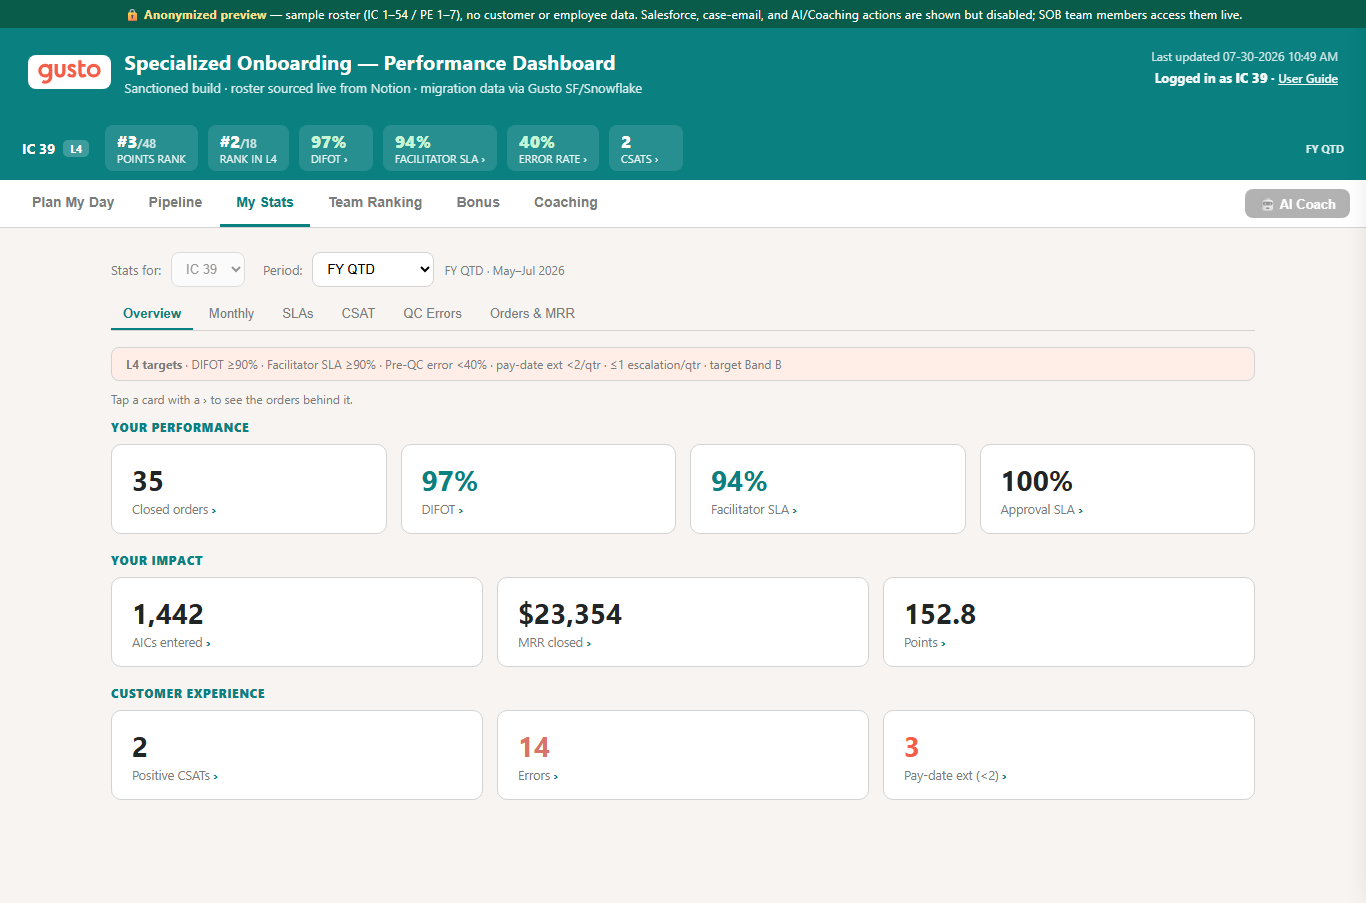 🔒 Anonymized preview — sample roster (IC 1–54 / PE 1–7), no customer or employee data. Salesforce, case-email, and AI/Coaching actions are shown but disabled; SOB team members access them live.
gusto
Specialized Onboarding — Performance Dashboard
Sanctioned build · roster sourced live from Notion · migration data via Gusto SF/Snowflake
Last updated 07-30-2026 10:49 AM
Logged in as IC 39 · User Guide
IC 39 L4
#3/48
POINTS RANK
#2/18
RANK IN L4
97%
DIFOT ›
94%
FACILITATOR SLA ›
40%
ERROR RATE ›
2
CSATS ›
FY QTD
Plan My Day Pipeline My Stats Team Ranking Bonus Coaching
AI Coach
Stats for: IC 39 Period: FY QTD FY QTD · May–Jul 2026
Overview Monthly SLAs CSAT QC Errors Orders & MRR
L4 targets · DIFOT ≥90% · Facilitator SLA ≥90% · Pre-QC error <40% · pay-date ext <2/qtr · ≤1 escalation/qtr · target Band B
Tap a card with a › to see the orders behind it.
YOUR PERFORMANCE
35
Closed orders ›
97%
DIFOT ›
94%
Facilitator SLA ›
100%
Approval SLA ›
YOUR IMPACT
1,442
AICs entered ›
$23,354
MRR closed ›
152.8
Points ›
CUSTOMER EXPERIENCE
2
Positive CSATs ›
14
Errors ›
3
Pay-date ext (<2) ›